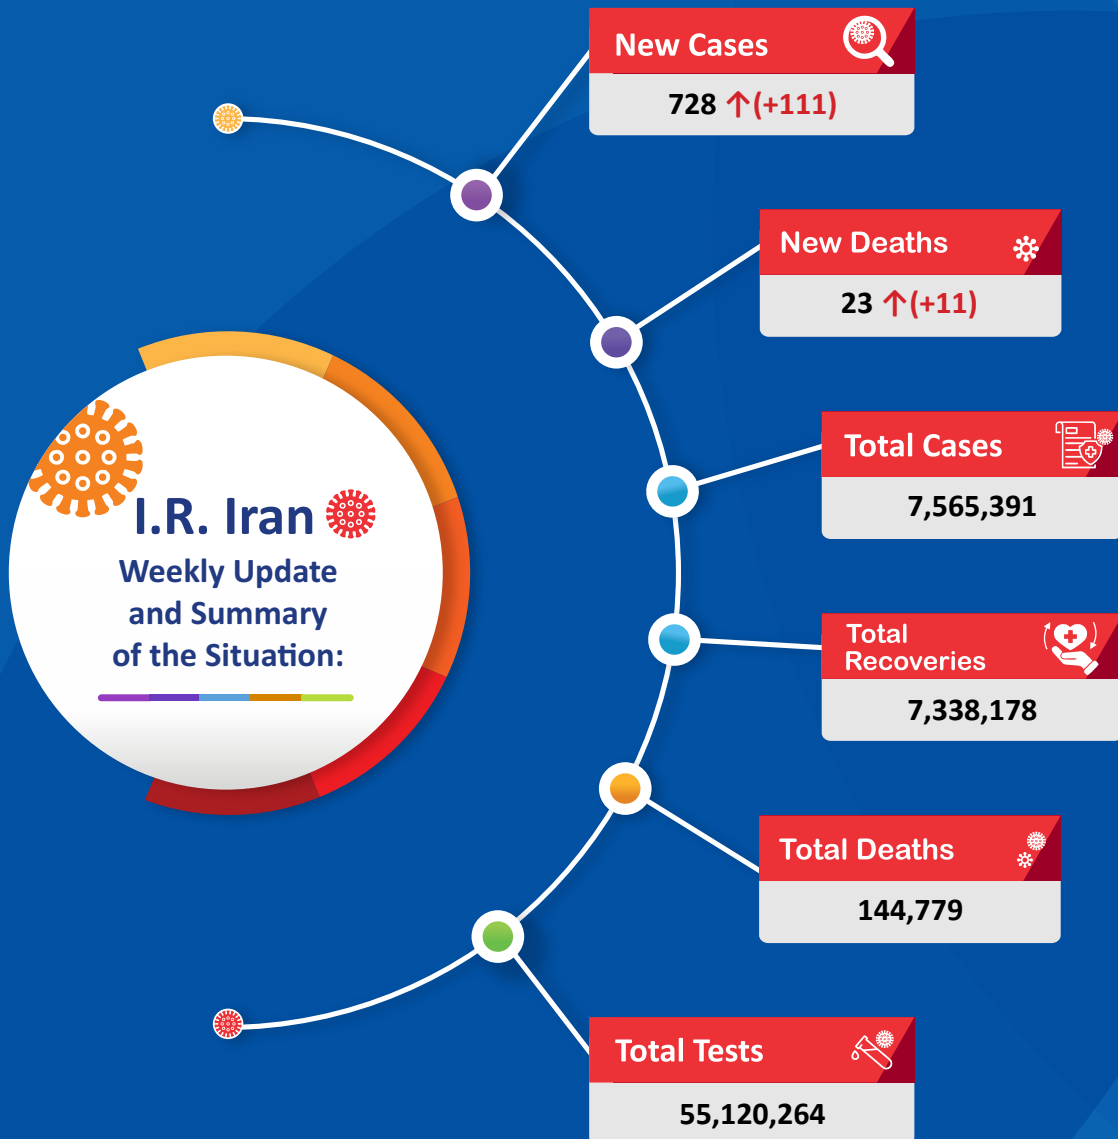 New Cases
728 ↑(+111)
New Deaths
23 ↑(+11)
Total Cases
7,565,391
I.R. Iran
Weekly Update
and Summary
of the Situation:
Total
Recoveries
7,338,178
Total Deaths
144,779
Total Tests
55,120,264